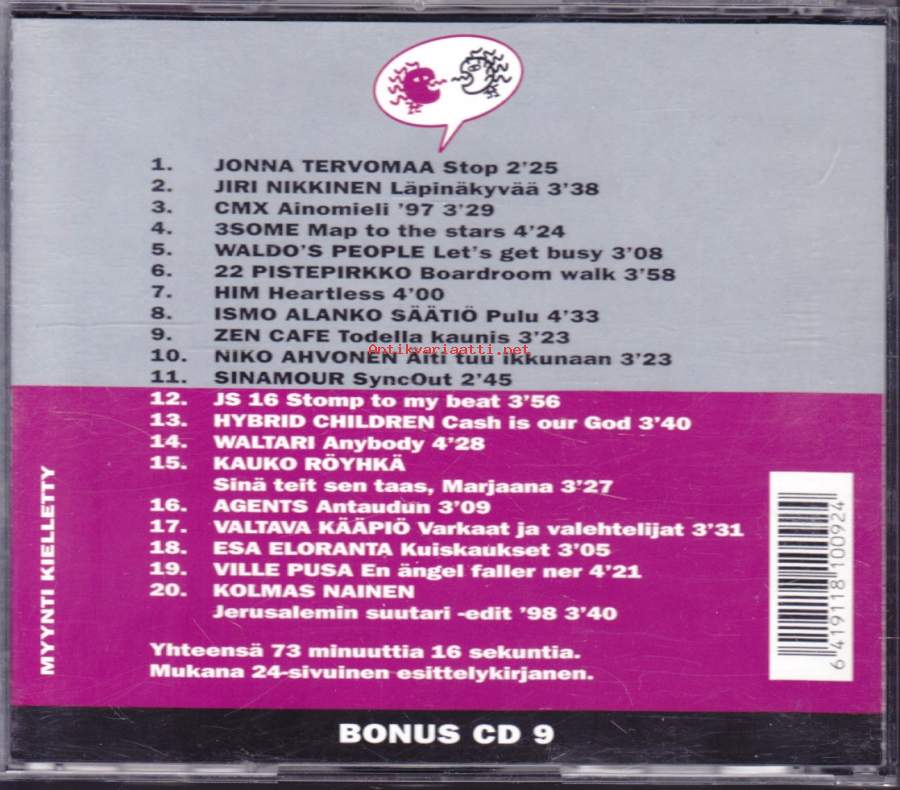 1. JONNA TERVOMAA Stop 2'25
2. JIRI NIKKINEN Läpinäkyvää 3'38
3. CMX Ainomieli '97 3'29
4. 3SOME Map to the stars 4'24
5. WALDO'S PEOPLE Let's get busy 3'08
6. 22 PISTEPIRKKO Boardroom walk 3'58
7. HIM Heartless 4'00
8. ISMO ALANKO SÄÄTIÖ Pulu 4'33
9. ZEN CAFE Todella kaunis 3'23
Antikvariaatti.net
10. NIKO AHVONEN Äiti tuu ikkunaan 3'23
11. SINAMOUR SyncOut 2'45
12. JS 16 Stomp to my beat 3'56
13. HYBRID CHILDREN Cash is our God 3'40
14. WALTARI Anybody 4'28
15. KAUKO RÖYHKÄ
Sinä teit sen taas, Marjaana 3'27
16. AGENTS Antaudun 3'09
17. VALTAVA KÄÄPIÖ Varkaat ja valehtelijat 3'31
18. ESA ELORANTA Kuiskaukset 3'05
19. VILLE PUSA En ängel faller ner 4'21
20. KOLMAS NAINEN
Jerusalemin suutari -edit '98 3'40
Yhteensä 73 minuuttia 16 sekuntia.
Mukana 24-sivuinen esittelykirjanen.
MYYNTI KIELLETTY
6 419118 100924
BONUS CD 9